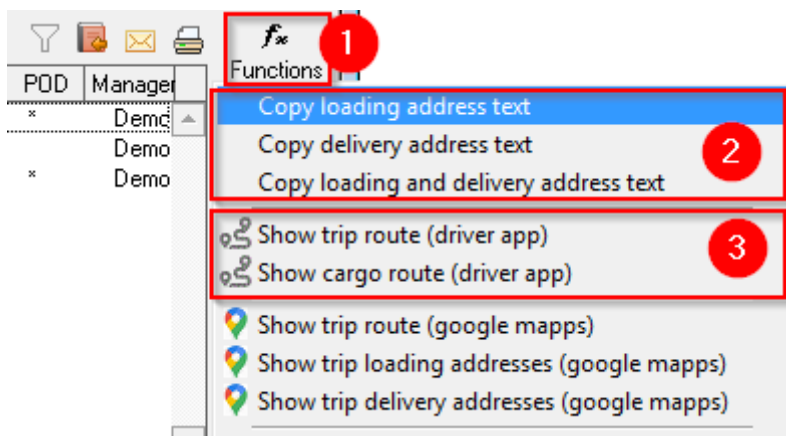 fx
1
Functions
POD Manager
Copy loading address text
* Demo
Copy delivery address text
Demo
2
* Demo
Copy loading and delivery address text
Show trip route (driver app)
3
Show cargo route (driver app)
Show trip route (google mapps)
Show trip loading addresses (google mapps)
Show trip delivery addresses (google mapps)